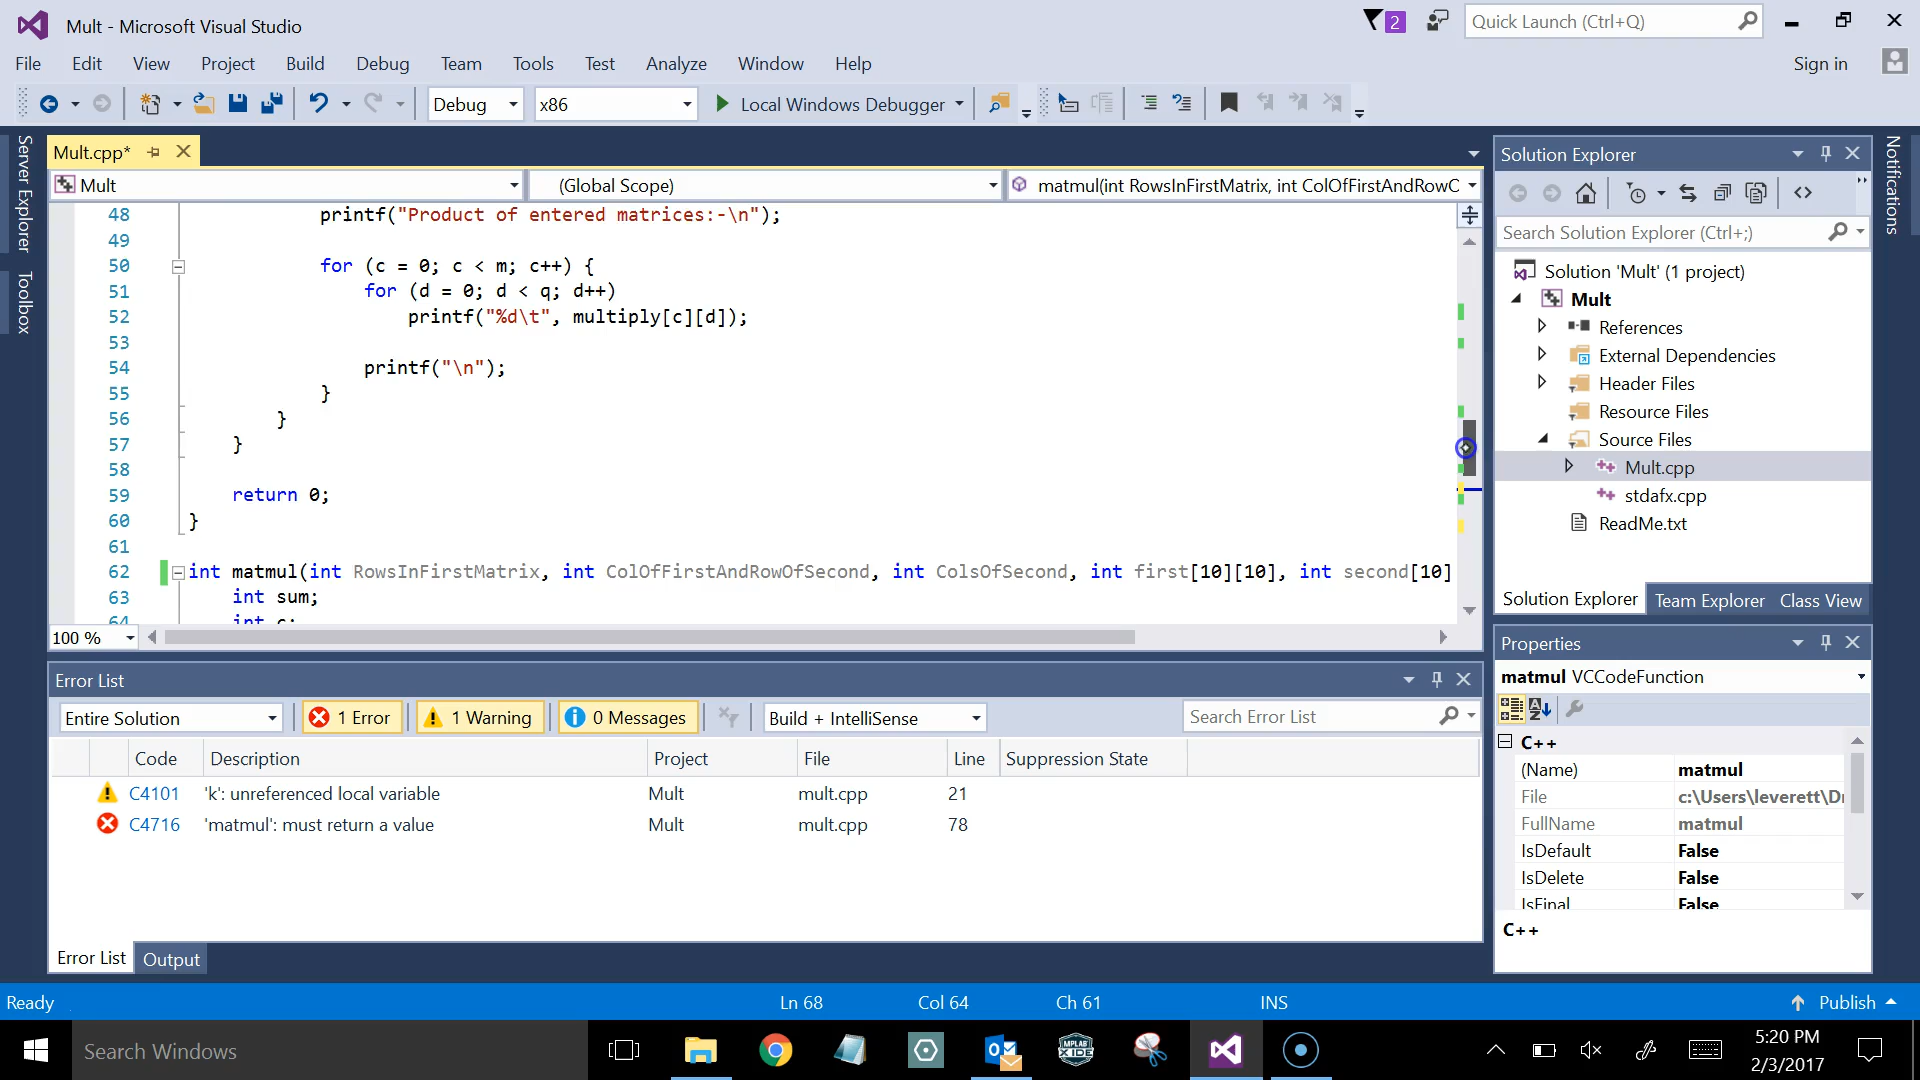 Mult - Microsoft Visual Studio
2
Quick Launch (Ctrl+Q)
File Edit View Project Build Debug Team Tools Test Analyze Window Help
Sign in
Debug x86 Local Windows Debugger
Server Explorer
Toolbox
Mult.cpp*
Mult (Global Scope) matmul(int RowsInFirstMatrix, int ColOfFirstAndRowC
48 printf("Product of entered matrices:-\n");
49
50 for (c = 0; c < m; c++) {
51 for (d = 0; d < q; d++)
52 printf("%d\t", multiply[c][d]);
53
54 printf("\n");
55 }
56 }
57 }
58
59 return 0;
60 }
61
62 int matmul(int RowsInFirstMatrix, int ColOfFirstAndRowOfSecond, int ColsOfSecond, int first[10][10], int second[10]
63 int sum;
64 int c;
100 %
Error List
Entire Solution 1 Error 1 Warning 0 Messages Build + IntelliSense Search Error List
Code Description Project File Line Suppression State
C4101 'k': unreferenced local variable Mult mult.cpp 21
C4716 'matmul': must return a value Mult mult.cpp 78
Error List Output
Solution Explorer
Search Solution Explorer (Ctrl+;)
Solution 'Mult' (1 project)
Mult
References
External Dependencies
Header Files
Resource Files
Source Files
Mult.cpp
stdafx.cpp
ReadMe.txt
Solution Explorer Team Explorer Class View
Properties
matmul VCCodeFunction
C++
(Name) matmul
File c:\Users\leverett\Dr
FullName matmul
IsDefault False
IsDelete False
IsFinal False
C++
Notifications
Ready Ln 68 Col 64 Ch 61 INS Publish
Search Windows
MPLAB
X IDE
5:20 PM
2/3/2017